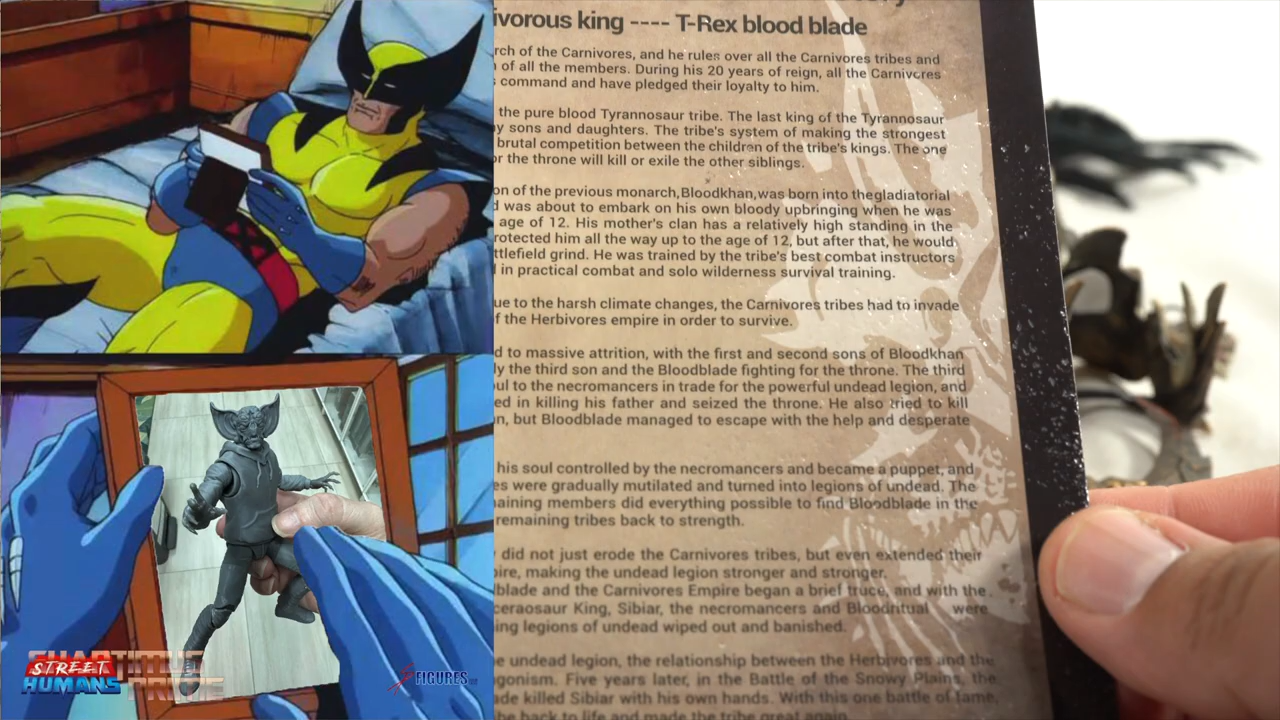 ivorous king ---- T-Rex blood blade
rch of the Carnivores, and he rules over all the Carnivores tribes and
of all the members. During his 20 years of reign, all the Carnivores
command and have pledged their loyalty to him.
the pure blood Tyrannosaur tribe. The last king of the Tyrannosaur
y sons and daughters. The tribe's system of making the strongest
brutal competition between the children of the tribe's kings. The one
or the throne will kill or exile the other siblings.
on of the previous monarch,Bloodkhan,was born into thegladiatorial
d was about to embark on his own bloody upbringing when he was
age of 12. His mother's clan has a relatively high standing in the
rotected him all the way up to the age of 12, but after that, he would
ttlefield grind. He was trained by the tribe's best combat instructors
in practical combat and solo wilderness survival training.
ue to the harsh climate changes, the Carnivores tribes had to invade
f the Herbivores empire in order to survive.
d to massive attrition, with the first and second sons of Bloodkhan
ly the third son and the Bloodblade fighting for the throne. The third
ul to the necromancers in trade for the powerful undead legion, and
ed in killing his father and seized the throne. He also tried to kill
n, but Bloodblade managed to escape with the help and desperate
his soul controlled by the necromancers and became a puppet, and
es were gradually mutilated and turned into legions of undead. The
aining members did everything possible to find Bloodblade in the
remaining tribes back to strength.
did not just erode the Carnivores tribes, but even extended their
ire, making the undead legion stronger and stronger.
blade and the Carnivores Empire began a brief truce, and with the
ceraosaur King, Sibiar, the necromancers and Bloodritual were
ing legions of undead wiped out and banished.
e undead legion, the relationship between the Herbivores and the
gonism. Five years later, in the Battle of the Snowy Plains, the
ade killed Sibiar with his own hands. With this one battle of fame,
be back to life and made the tribe great again.
STREET
HUMANS
PRIME
FIGURES